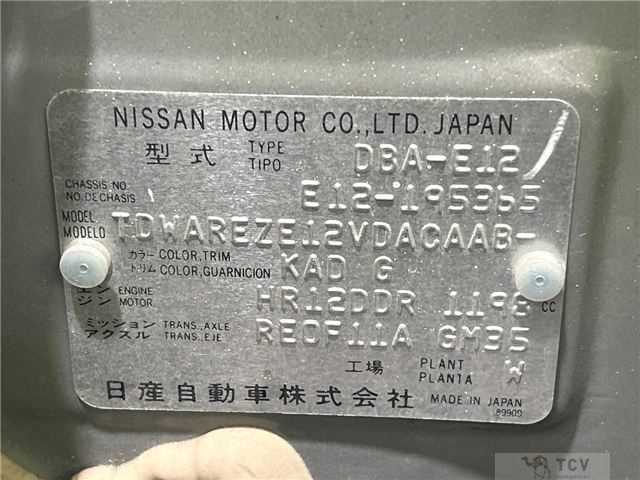 NISSAN MOTOR CO.,LTD. JAPAN
型式 TYPE TIPO DBA-E12
CHASSIS NO. NO.DECHASIS E12-195365
MODEL MODELO TDWAREZE12VDACAAB-
カラー COLOR,TRIM トリム COLOR,GUARNICION KAD G
エンジン ENGINE MOTOR HR12DDR 1198 CC
ミッション アクスル TRANS.,AXLE TRANS.,EJE RE0F11A GM35
工場 PLANT PLANTA W
日産自動車株式会社 MADE IN JAPAN
89909
TCV